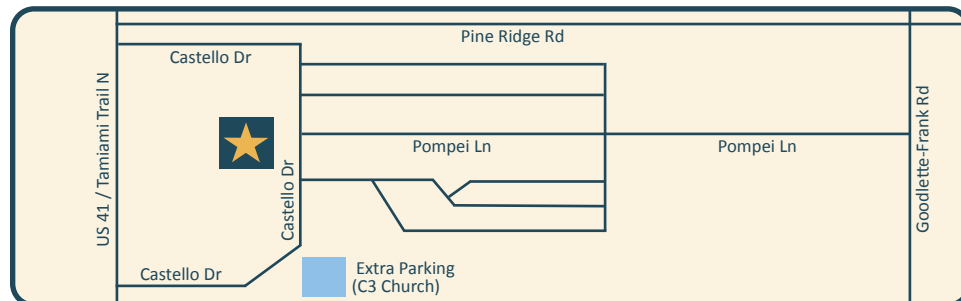 Pine Ridge Rd
Castello Dr
US 41 / Tamiami Trail N
Goodlette-Frank Rd
Pompei Ln
Pompei Ln
Castello Dr
Castello Dr
Extra Parking
(C3 Church)